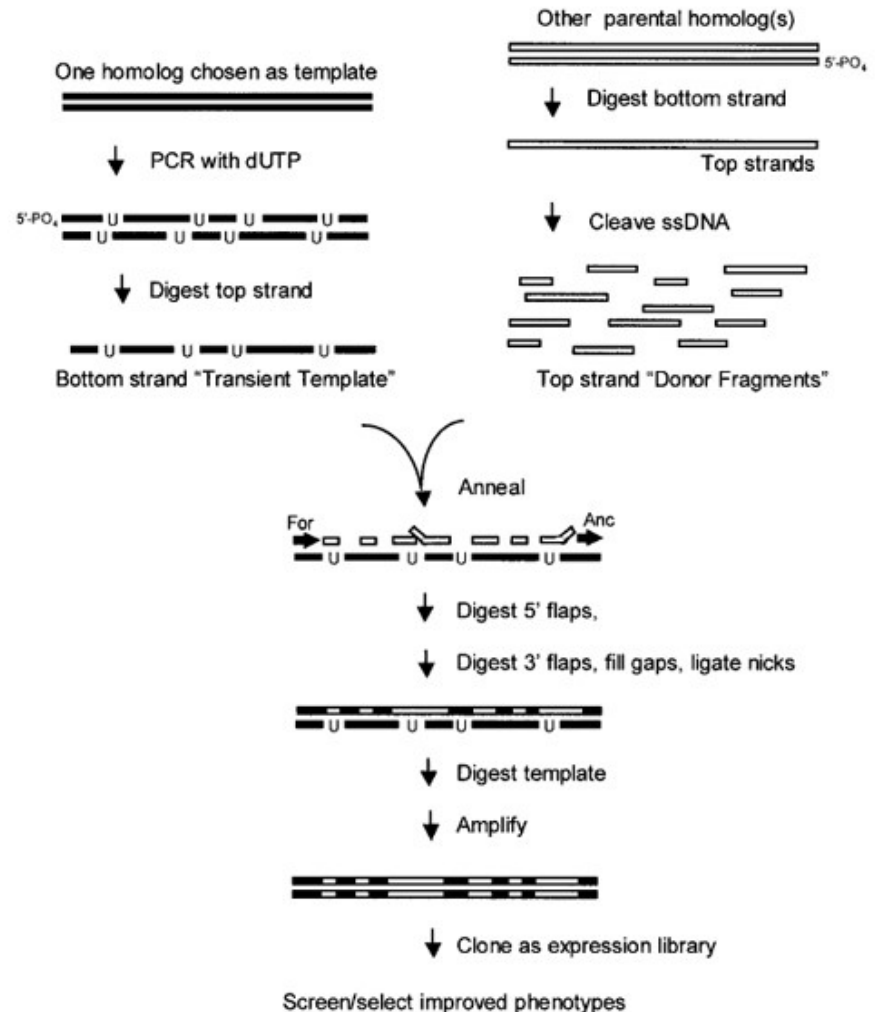 One homolog chosen as template
PCR with dUTP
5'-PO4
U U U U
U U U U
Digest top strand
U U U U
Bottom strand “Transient Template”
Other parental homolog(s)
5'-PO4
Digest bottom strand
Top strands
Cleave ssDNA
Top strand “Donor Fragments”
Anneal
For
Anc
U U U U
Digest 5' flaps,
Digest 3' flaps, fill gaps, ligate nicks
U U U U
Digest template
Amplify
Clone as expression library
Screen/select improved phenotypes